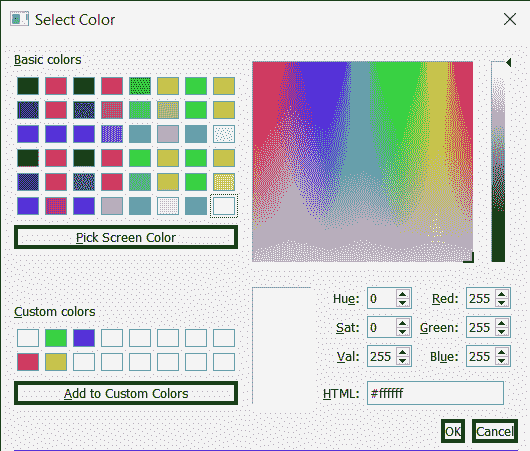 Select Color
Basic colors
Pick Screen Color
Custom colors
Add to Custom Colors
Hue: 0 Red: 255
Sat: 0 Green: 255
Val: 255 Blue: 255
HTML: #ffffff
OK Cancel